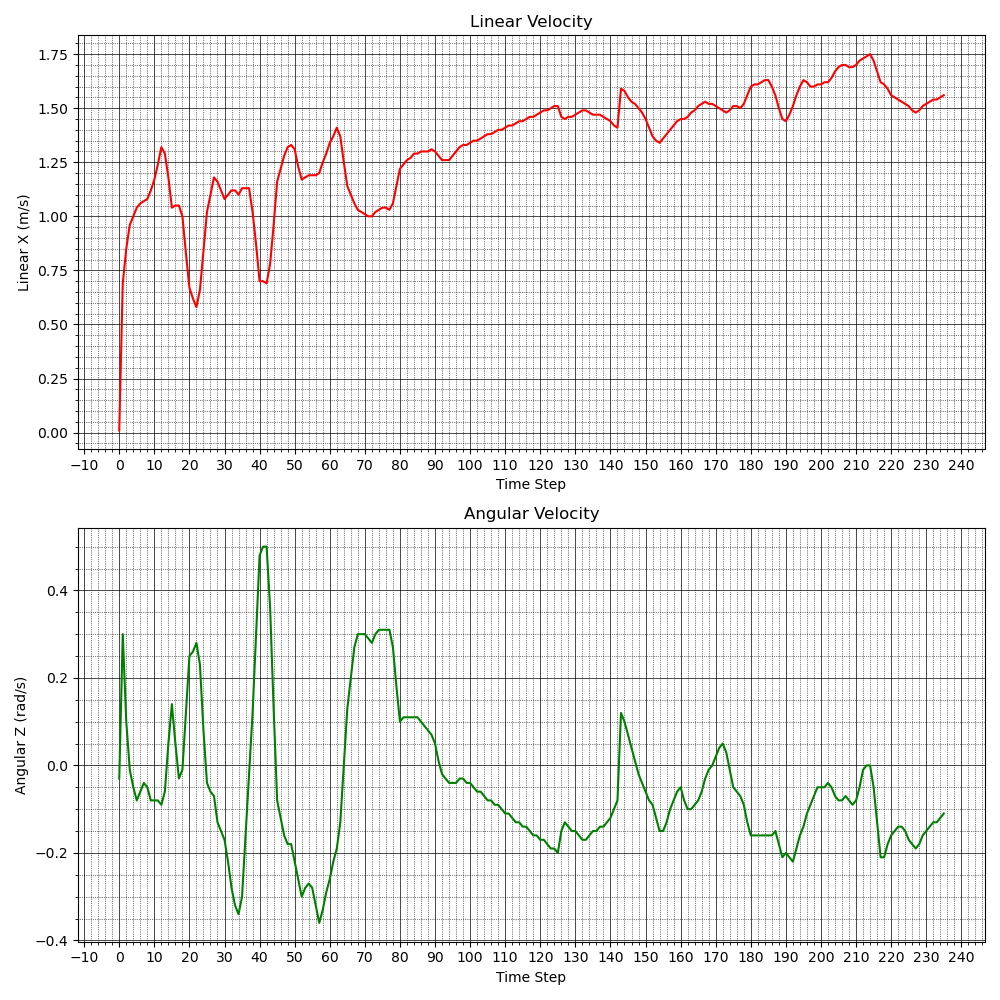 Linear Velocity
1.75
1.50
1.25
1.00
0.75
0.50
0.25
0.00
Linear X (m/s)
−10 0 10 20 30 40 50 60 70 80 90 100 110 120 130 140 150 160 170 180 190 200 210 220 230 240
Time Step
Angular Velocity
0.4
0.2
0.0
−0.2
−0.4
Angular Z (rad/s)
−10 0 10 20 30 40 50 60 70 80 90 100 110 120 130 140 150 160 170 180 190 200 210 220 230 240
Time Step